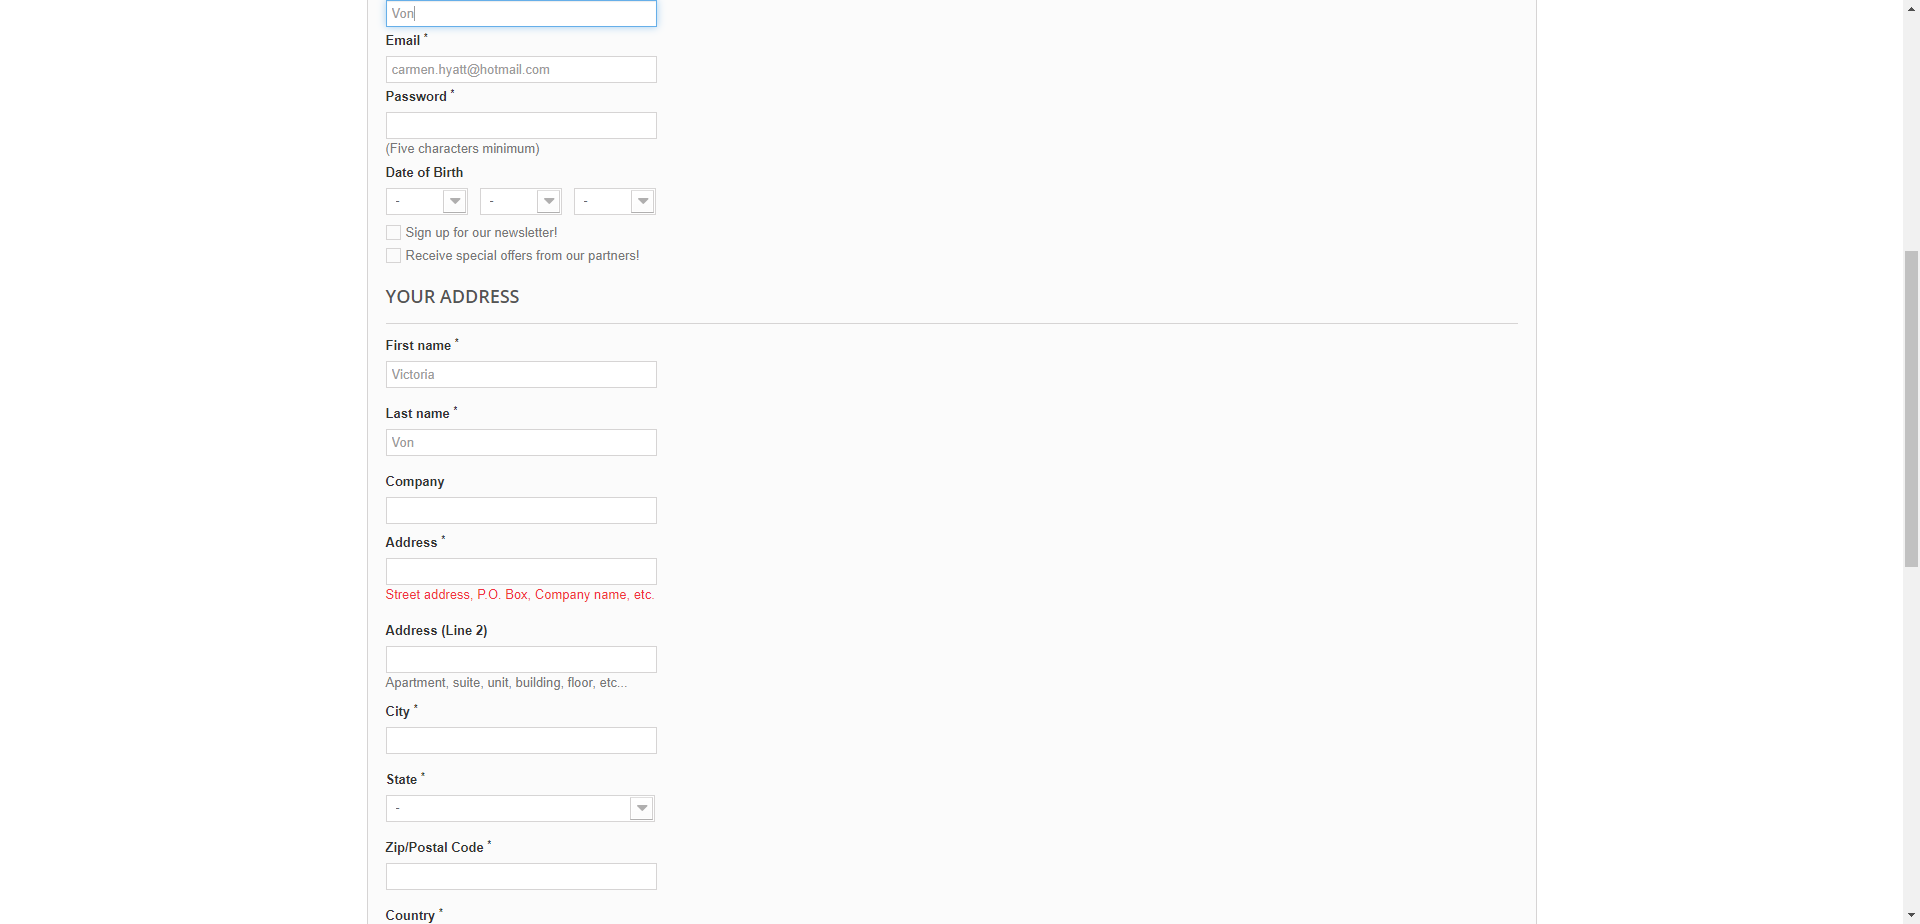 Von
Email *
carmen.hyatt@hotmail.com
Password *
(Five characters minimum)
Date of Birth
- - -
Sign up for our newsletter!
Receive special offers from our partners!
YOUR ADDRESS
First name *
Victoria
Last name *
Von
Company
Address *
Street address, P.O. Box, Company name, etc.
Address (Line 2)
Apartment, suite, unit, building, floor, etc...
City *
State *
-
Zip/Postal Code *
Country *